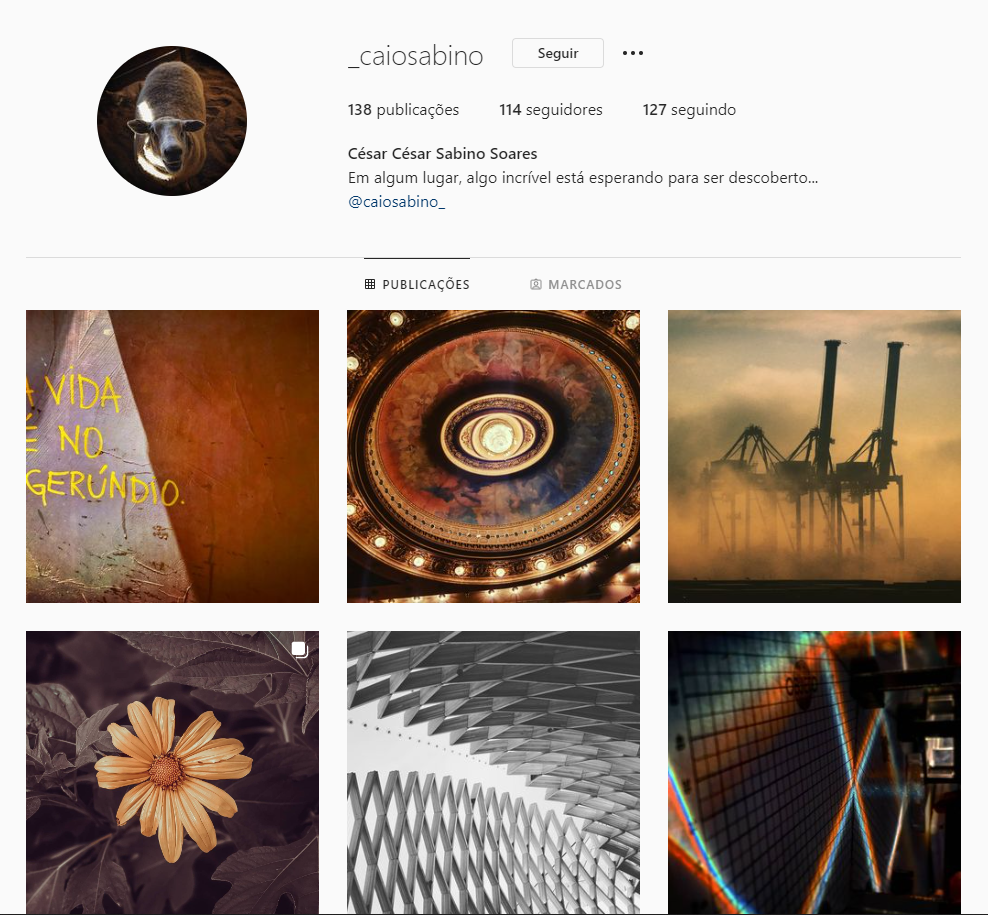 _caiosabino Seguir
138 publicações 114 seguidores 127 seguindo
César César Sabino Soares
Em algum lugar, algo incrível está esperando para ser descoberto...
@caiosabino_
PUBLICAÇÕES MARCADOS
A VIDA
É NO
GERÚNDIO.